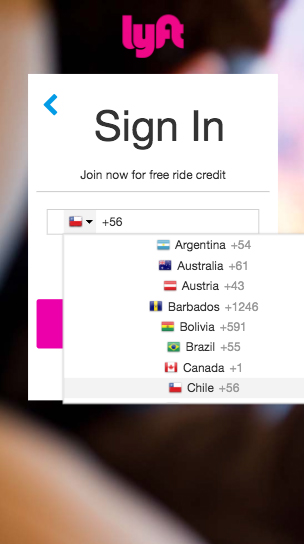 lyft
Sign In
Join now for free ride credit
+56
Argentina +54
Australia +61
Austria +43
Barbados +1246
Bolivia +591
Brazil +55
Canada +1
Chile +56